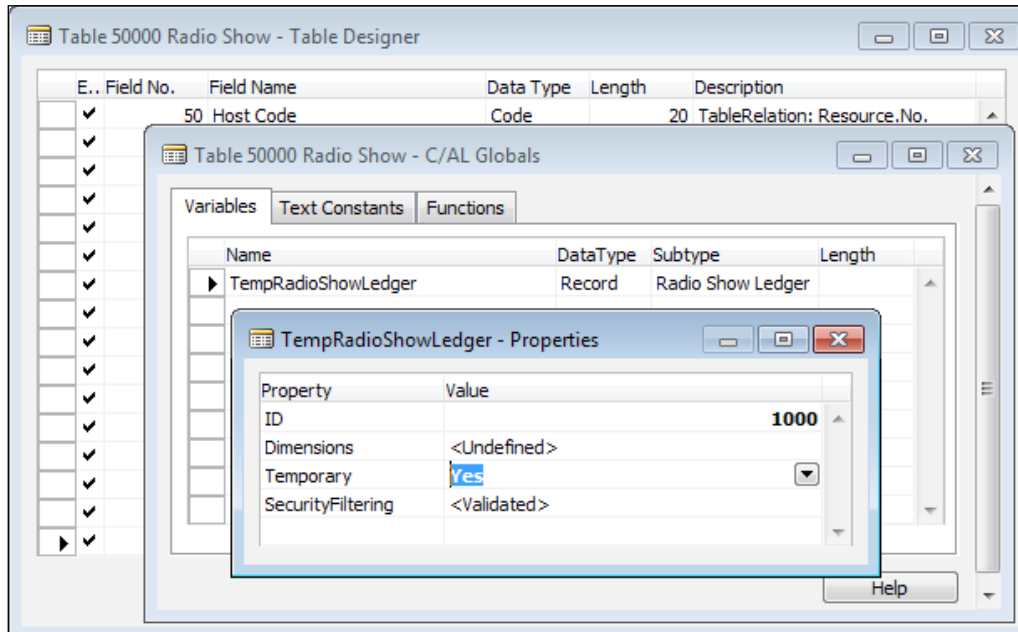 Table 50000 Radio Show - Table Designer
E.. Field No. Field Name Data Type Length Description
50 Host Code Code 20 TableRelation: Resource.No.
Table 50000 Radio Show - C/AL Globals
Variables Text Constants Functions
Name DataType Subtype Length
TempRadioShowLedger Record Radio Show Ledger
TempRadioShowLedger - Properties
Property Value
ID 1000
Dimensions <Undefined>
Temporary Yes
SecurityFiltering <Validated>
Help